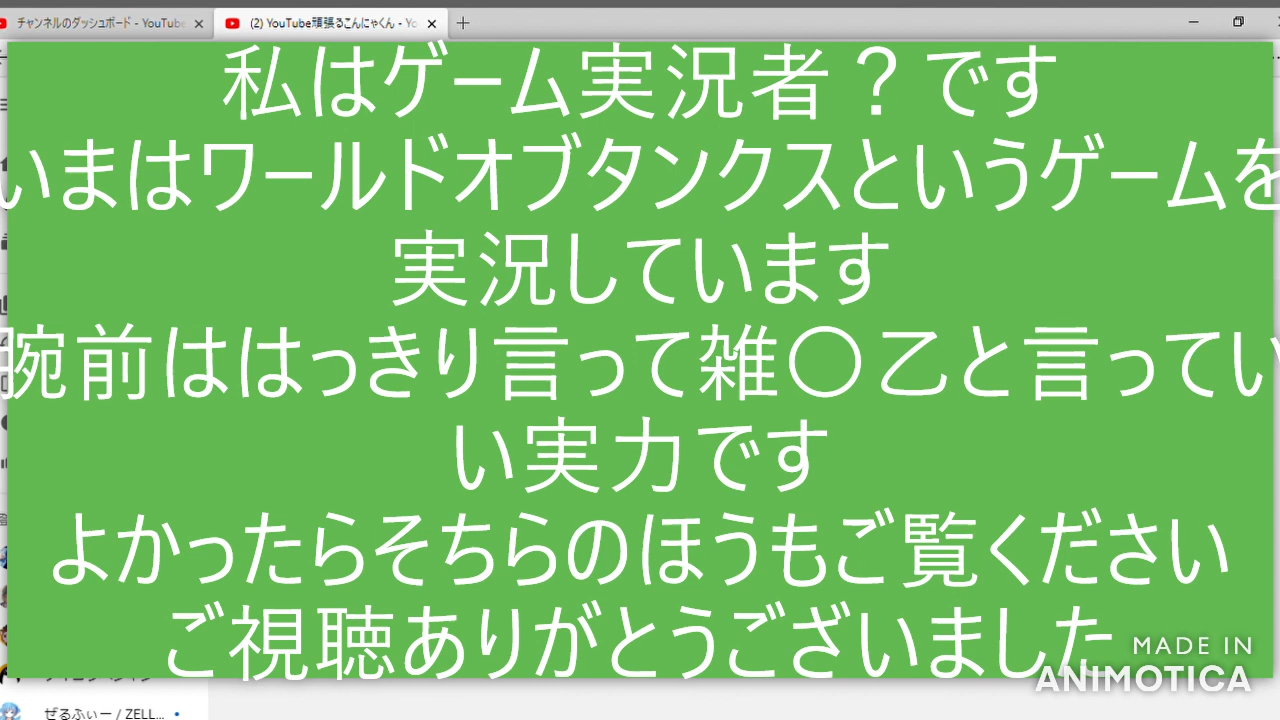 チャンネルのダッシュボード - YouTube
(2) YouTube頑張るこんにゃくん - Yo
私はゲーム実況者？です
いまはワールドオブタンクスというゲームを
実況しています
腕前ははっきり言って雑〇乙と言ってい
い実力です
よかったらそちらのほうもご覧ください
ご視聴ありがとうございました
MADE IN
ANIMOTICA
ぜるふぃー / ZELL...